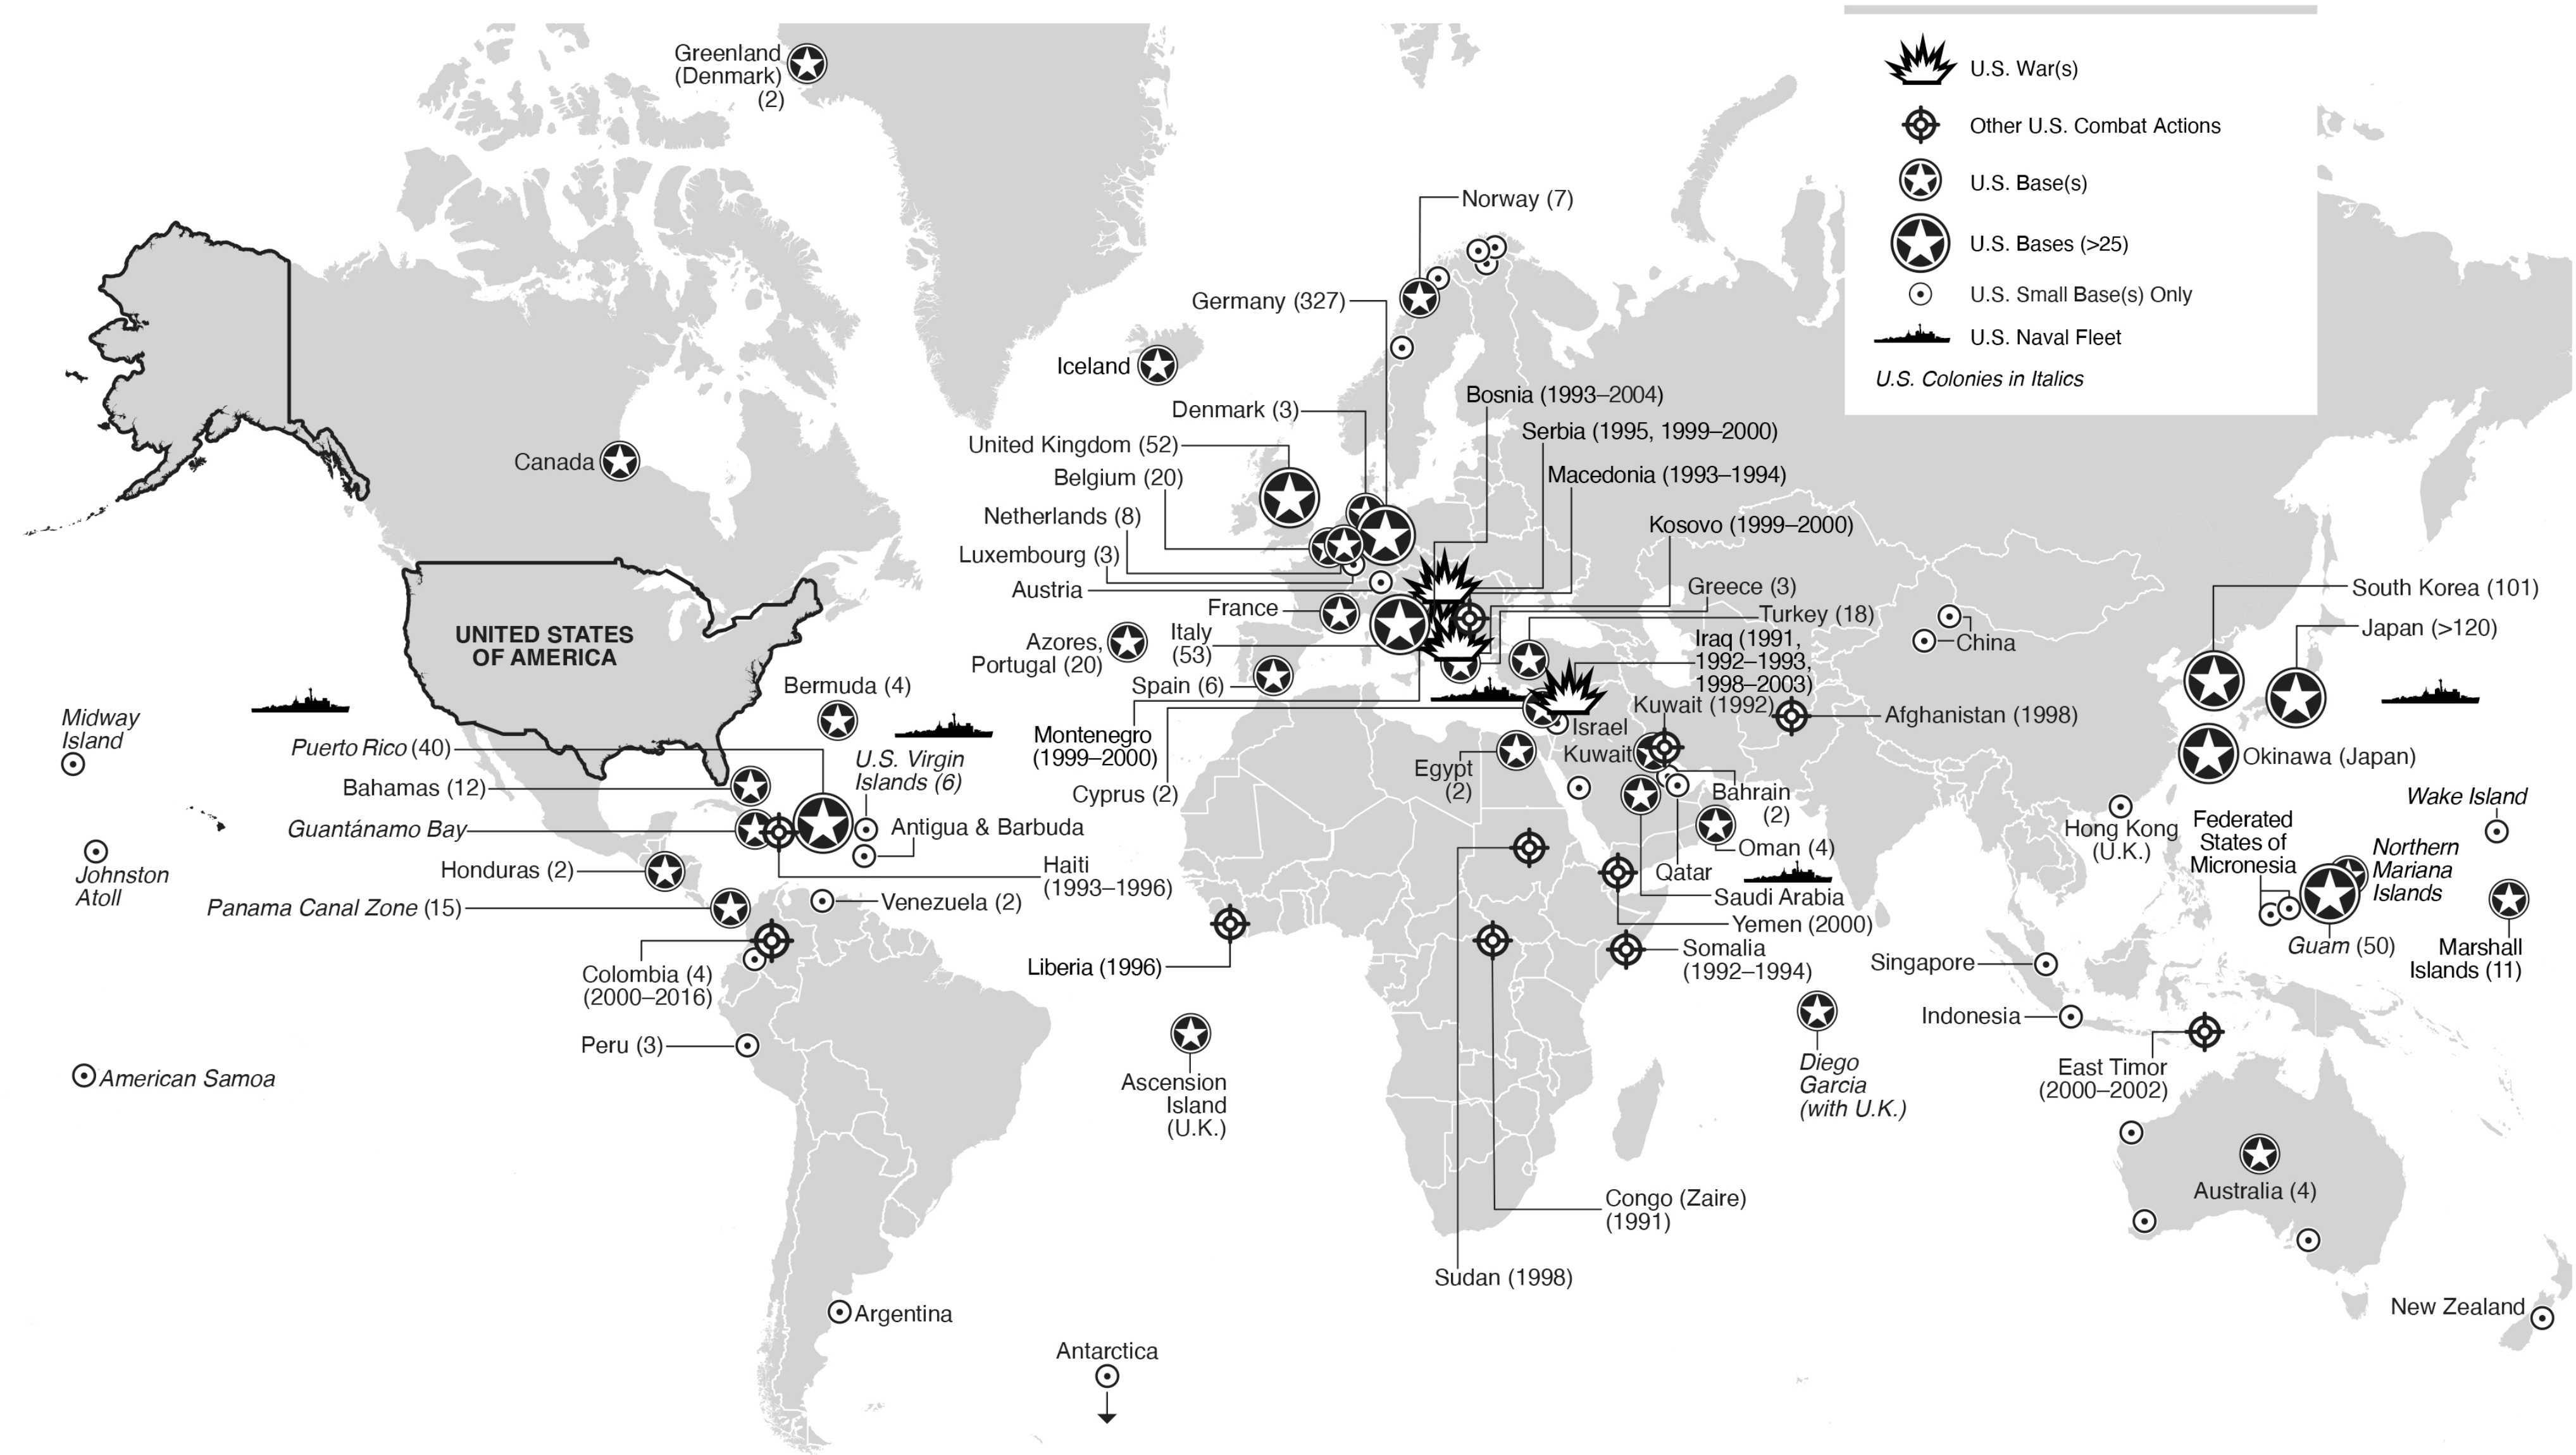 U.S. War(s)
Other U.S. Combat Actions
U.S. Base(s)
U.S. Bases (>25)
U.S. Small Base(s) Only
U.S. Naval Fleet
U.S. Colonies in Italics
Greenland
(Denmark)
(2)
Norway (7)
Germany (327)
Iceland
Denmark (3)
United Kingdom (52)
Belgium (20)
Netherlands (8)
Luxembourg (3)
Austria
France
Azores,
Portugal (20)
Italy
(53)
Spain (6)
Montenegro
(1999–2000)
Cyprus (2)
Bosnia (1993–2004)
Serbia (1995, 1999–2000)
Macedonia (1993–1994)
Kosovo (1999–2000)
Greece (3)
Turkey (18)
Iraq (1991,
1992–1993,
1998–2003)
Kuwait (1992)
Afghanistan (1998)
Israel
Kuwait
Egypt
(2)
Bahrain
(2)
Oman (4)
Qatar
Saudi Arabia
Yemen (2000)
Somalia
(1992–1994)
Canada
UNITED STATES
OF AMERICA
Midway
Island
Bermuda (4)
Puerto Rico (40)
U.S. Virgin
Islands (6)
Bahamas (12)
Guantánamo Bay
Antigua & Barbuda
Johnston
Atoll
Honduras (2)
Haiti
(1993–1996)
Panama Canal Zone (15)
Venezuela (2)
Colombia (4)
(2000–2016)
Peru (3)
American Samoa
Argentina
Antarctica
Liberia (1996)
Ascension
Island
(U.K.)
Congo (Zaire)
(1991)
Sudan (1998)
Diego
Garcia
(with U.K.)
China
South Korea (101)
Japan (>120)
Okinawa (Japan)
Hong Kong
(U.K.)
Federated
States of
Micronesia
Northern
Mariana
Islands
Wake Island
Guam (50)
Marshall
Islands (11)
Singapore
Indonesia
East Timor
(2000–2002)
Australia (4)
New Zealand